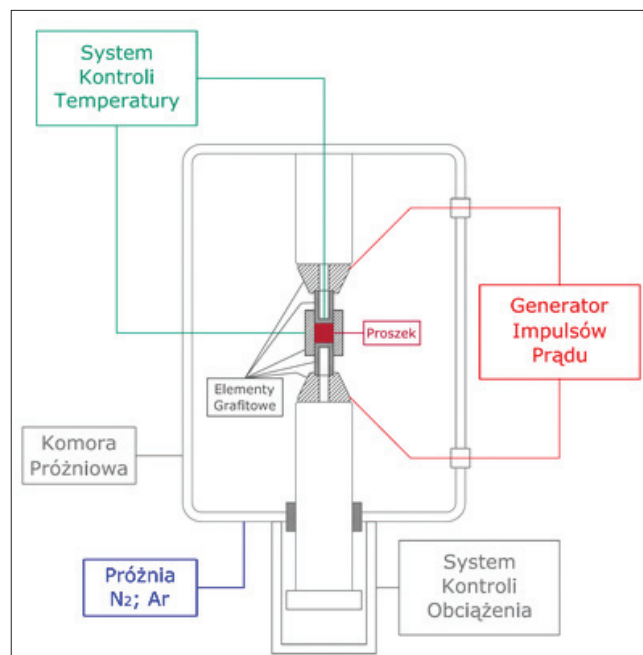 System
Kontroli
Temperatury
Generator
Impulsów
Prądu
Proszek
Elementy
Grafitowe
Komora
Próżniowa
Próżnia
N₂; Ar
System
Kontroli
Obciążenia